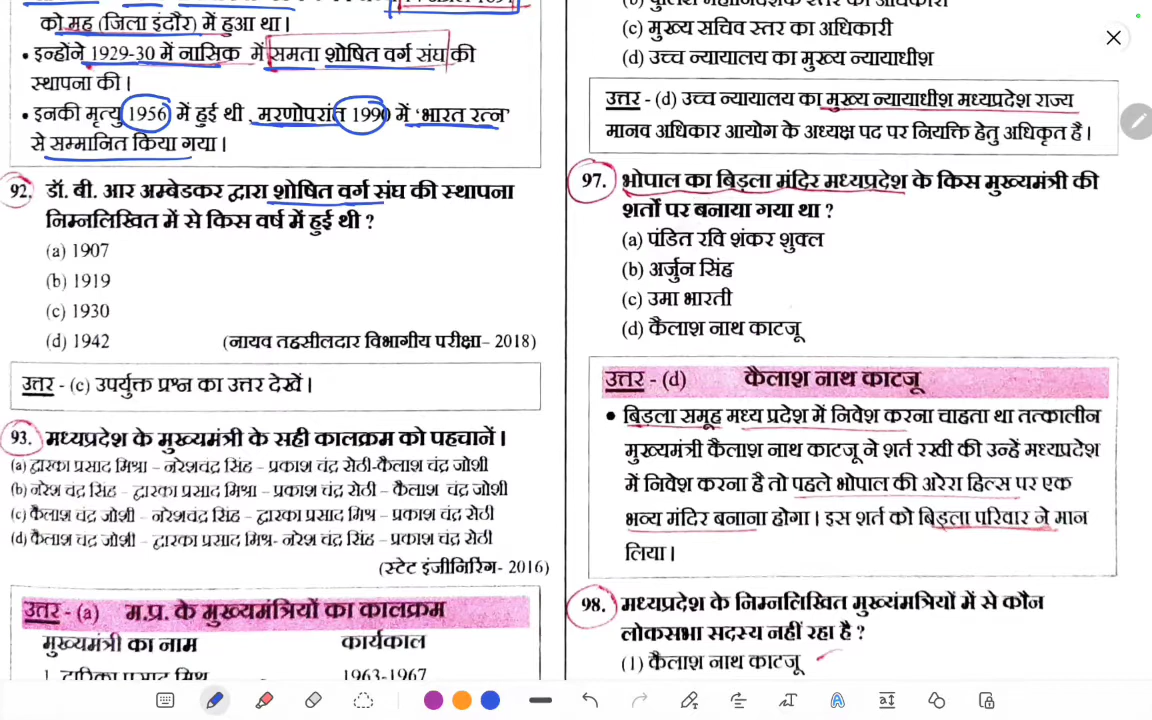 को महू (जिला इंदौर) में हुआ था।
• इन्होंने 1929-30 में नासिक में समता शोषित वर्ग संघ की
स्थापना की।
• इनकी मृत्यु 1956 में हुई थी , मरणोपरांत 1990 में ‘भारत रत्न’
से सम्मानित किया गया।
92. डॉ. बी. आर अम्बेडकर द्वारा शोषित वर्ग संघ की स्थापना
निम्नलिखित में से किस वर्ष में हुई थी ?
(a) 1907
(b) 1919
(c) 1930
(d) 1942 (नायव तहसीलदार विभागीय परीक्षा– 2018)
उत्तर - (c) उपर्युक्त प्रश्न का उत्तर देखें।
93. मध्यप्रदेश के मुख्यमंत्री के सही कालक्रम को पहचानें।
(a) द्वारका प्रसाद मिश्रा – नरेशचंद्र सिंह – प्रकाश चंद्र सेठी-कैलाश चंद्र जोशी
(b) नरेश चंद्र सिंह – द्वारका प्रसाद मिश्रा – प्रकाश चंद्र सेठी – कैलाश चंद्र जोशी
(c) कैलाश चंद्र जोशी – नरेशचंद्र सिंह – द्वारका प्रसाद मिश्र – प्रकाश चंद्र सेठी
(d) कैलाश चंद्र जोशी – द्वारका प्रसाद मिश्र- नरेश चंद्र सिंह – प्रकाश चंद्र सेठी
(स्टेट इंजीनिरिंग- 2016)
उत्तर - (a) म.प्र. के मुख्यमंत्रियों का कालक्रम
मुख्यमंत्री का नाम कार्यकाल
1963-1967
(c) मुख्य सचिव स्तर का अधिकारी
(d) उच्च न्यायालय का मुख्य न्यायाधीश
उत्तर - (d) उच्च न्यायालय का मुख्य न्यायाधीश मध्यप्रदेश राज्य
मानव अधिकार आयोग के अध्यक्ष पद पर नियक्ति हेतु अधिकृत है।
97. भोपाल का बिड़ला मंदिर मध्यप्रदेश के किस मुख्यमंत्री की
शर्तों पर बनाया गया था ?
(a) पंडित रवि शंकर शुक्ल
(b) अर्जुन सिंह
(c) उमा भारती
(d) कैलाश नाथ काटजू
उत्तर - (d) कैलाश नाथ काटजू
• बिड़ला समूह मध्य प्रदेश में निवेश करना चाहता था तत्कालीन
मुख्यमंत्री कैलाश नाथ काटजू ने शर्त रखी की उन्हें मध्यप्रदेश
में निवेश करना है तो पहले भोपाल की अरेरा हिल्स पर एक
भव्य मंदिर बनाना होगा। इस शर्त को बिड़ला परिवार ने मान
लिया।
98. मध्यप्रदेश के निम्नलिखित मुख्यंमत्रियों में से कौन
लोकसभा सदस्य नहीं रहा है ?
(1) कैलाश नाथ काटजू